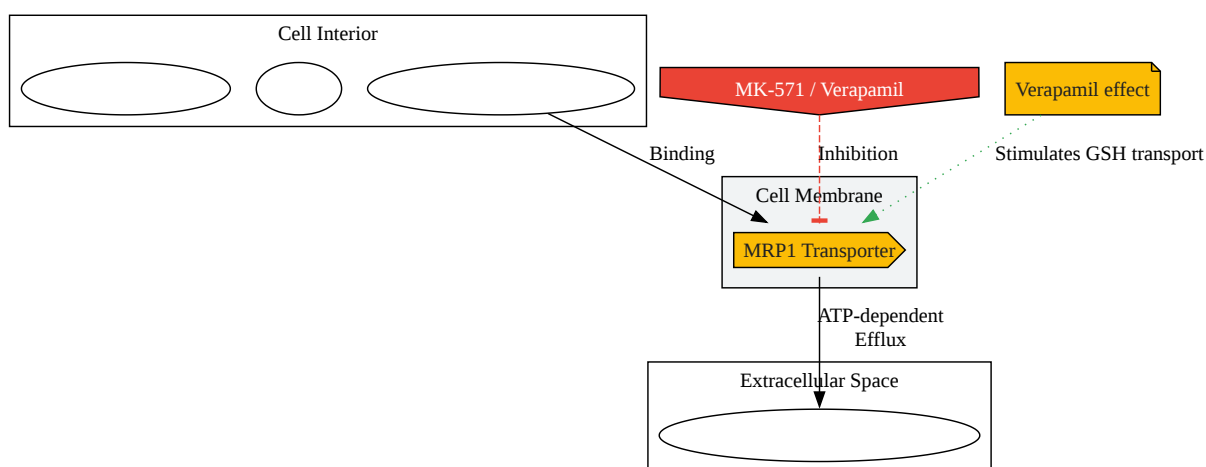 Cell Interior
MK-571 / Verapamil
Verapamil effect
Binding
Inhibition
Stimulates GSH transport
Cell Membrane
MRP1 Transporter
ATP-dependent
Efflux
Extracellular Space